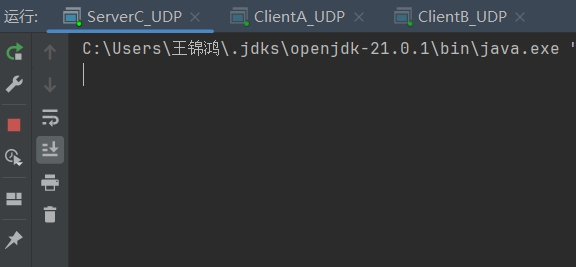 运行: ServerC_UDP ClientA_UDP ClientB_UDP
C:\Users\王锦鸿\.jdks\openjdk-21.0.1\bin\java.exe "